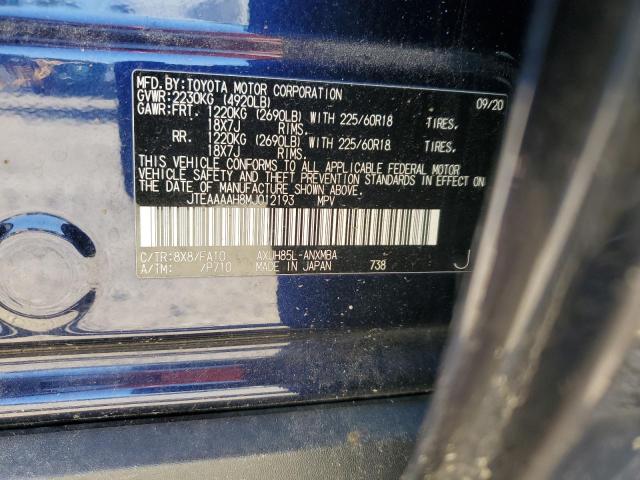 MFD.BY:TOYOTA MOTOR CORPORATION 09/20
GVWR:2230KG (4920LB)
GAWR:FRT. 1220KG (2690LB) WITH 225/60R18 TIRES.
18X7J RIMS.
RR. 1220KG (2690LB) WITH 225/60R18 TIRES.
18X7J RIMS.
THIS VEHICLE CONFORMS TO ALL APPLICABLE FEDERAL MOTOR
VEHICLE SAFETY AND THEFT PREVENTION STANDARDS IN EFFECT ON
THE DATE OF MANUFACTURE SHOWN ABOVE.
JTEAAAAH8MJ012193 MPV
C/TR:8X8/FA10 AXUH85L-ANXMBA J
A/TM: /P710 MADE IN JAPAN 738